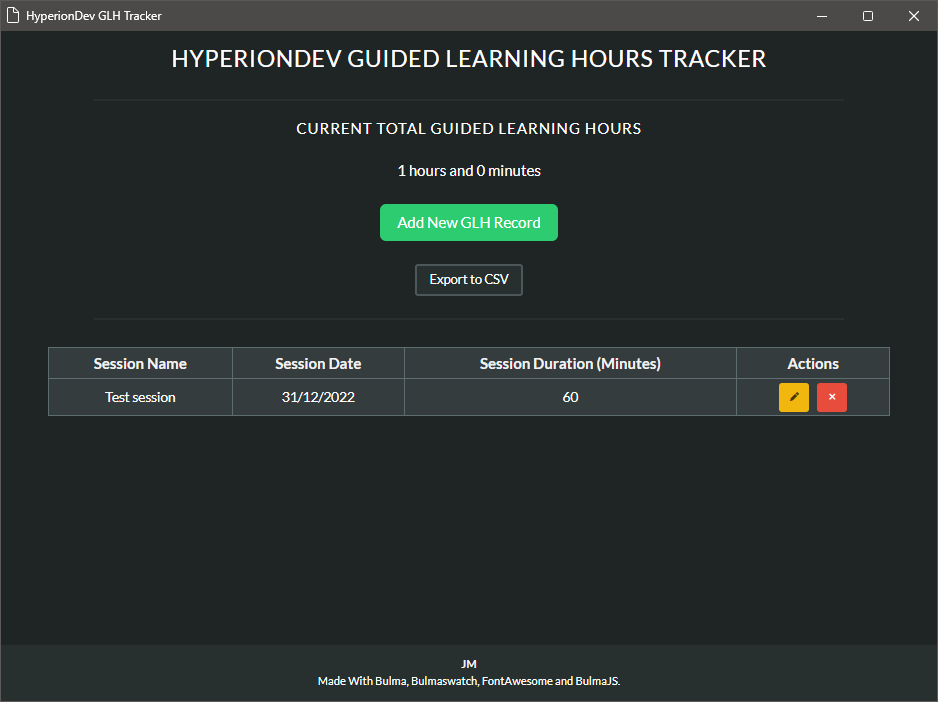 HyperionDev GLH Tracker
HYPERIONDEV GUIDED LEARNING HOURS TRACKER
CURRENT TOTAL GUIDED LEARNING HOURS
1 hours and 0 minutes
Add New GLH Record
Export to CSV
Session Name Session Date Session Duration (Minutes) Actions
Test session 31/12/2022 60
JM
Made With Bulma, Bulmaswatch, FontAwesome and BulmaJS.